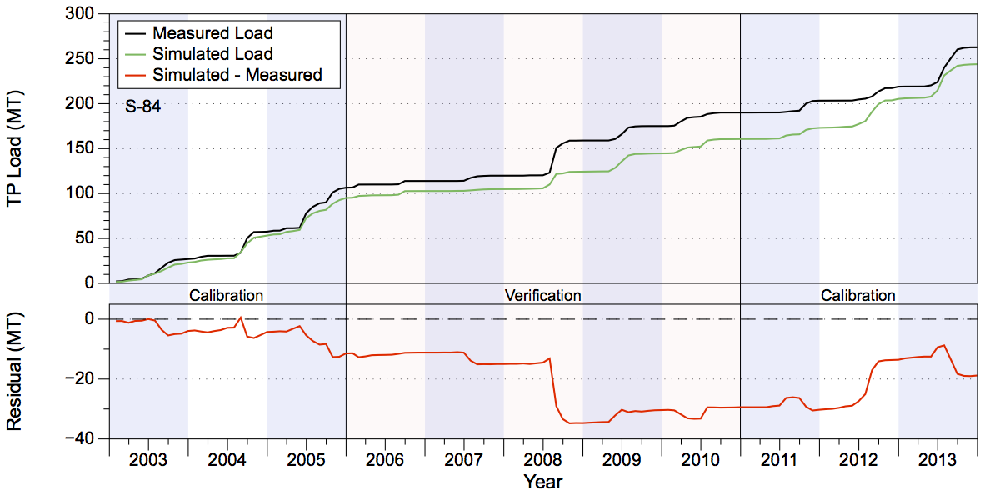 300
250
200
150
100
50
0
TP Load (MT)
Measured Load
Simulated Load
Simulated - Measured
S-84
Calibration Verification Calibration
0
−20
−40
Residual (MT)
2003 2004 2005 2006 2007 2008 2009 2010 2011 2012 2013
Year